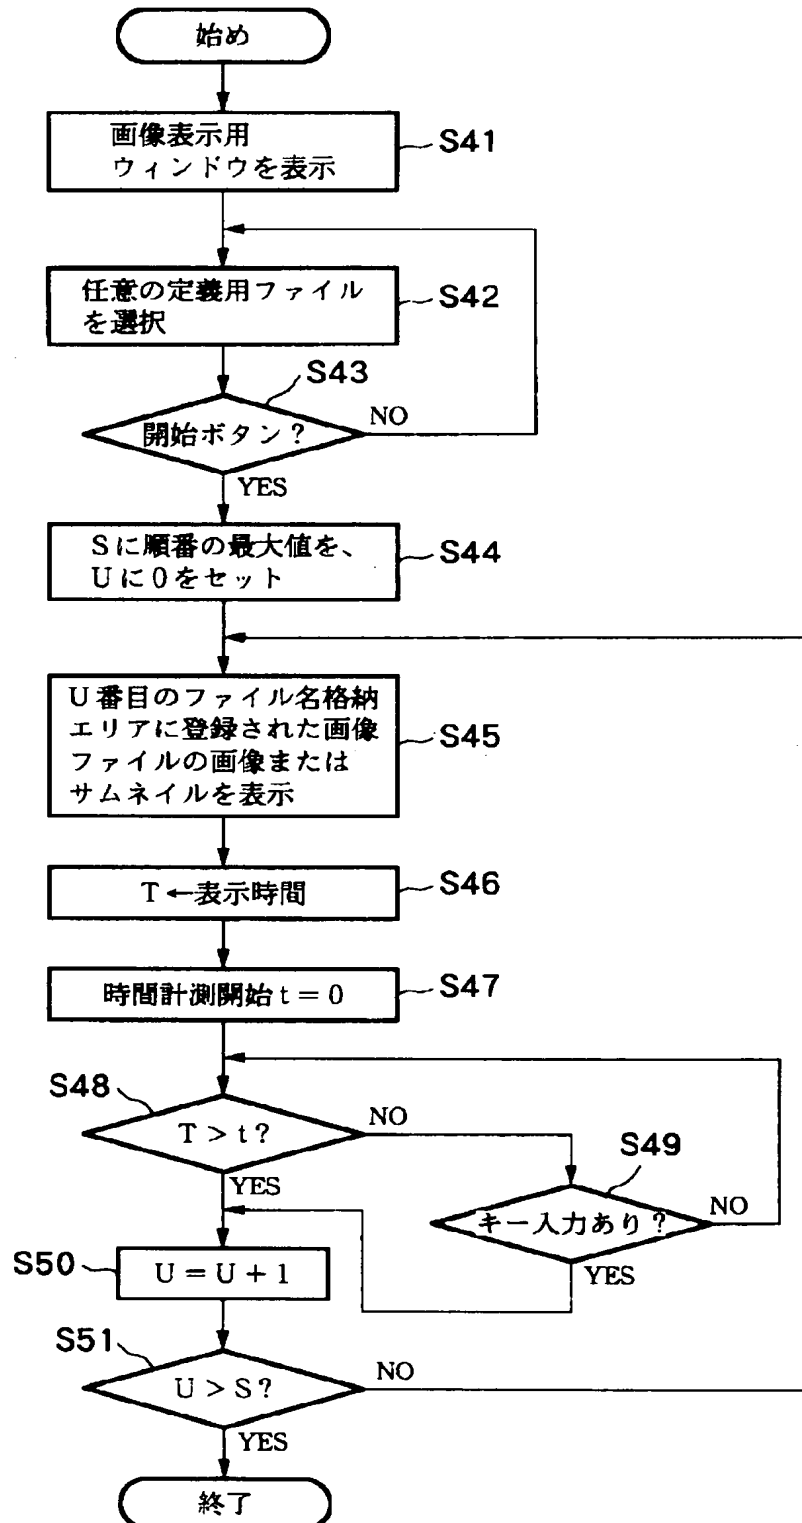 始め
画像表示用
ウィンドウを表示
S41
任意の定義用ファイル
を選択
S42
S43
開始ボタン?
NO
YES
Sに順番の最大値を、
Uに0をセット
S44
U番目のファイル名格納
エリアに登録された画像
ファイルの画像または
サムネイルを表示
S45
T←表示時間
S46
時間計測開始t=0
S47
S48
T>t?
NO
YES
S49
キー入力あり?
NO
YES
S50
U=U+1
S51
U>S?
NO
YES
終了